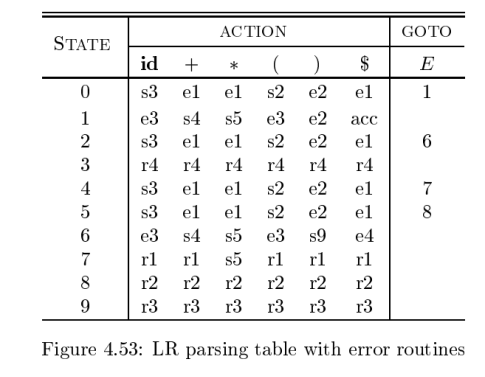 STATE ACTION GOTO
id + * ( ) $ E
0 s3 e1 e1 s2 e2 e1 1
1 e3 s4 s5 e3 e2 acc
2 s3 e1 e1 s2 e2 e1 6
3 r4 r4 r4 r4 r4 r4
4 s3 e1 e1 s2 e2 e1 7
5 s3 e1 e1 s2 e2 e1 8
6 e3 s4 s5 e3 s9 e4
7 r1 r1 s5 r1 r1 r1
8 r2 r2 r2 r2 r2 r2
9 r3 r3 r3 r3 r3 r3
Figure 4.53: LR parsing table with error routines